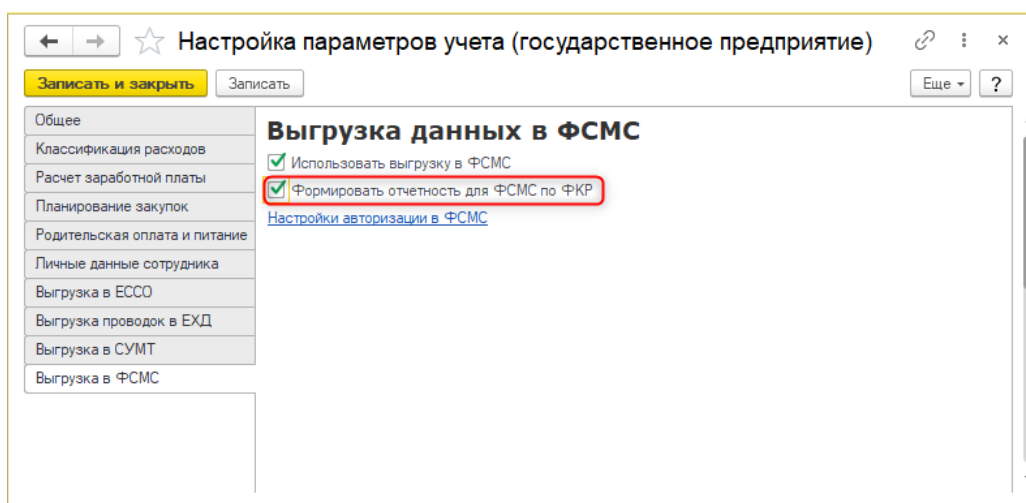 Настройка параметров учета (государственное предприятие)
Записать и закрыть
Записать
Еще
?
Общее
Классификация расходов
Расчет заработной платы
Планирование закупок
Родительская оплата и питание
Личные данные сотрудника
Выгрузка в ЕССО
Выгрузка проводок в ЕХД
Выгрузка в СУМТ
Выгрузка в ФСМС
Выгрузка данных в ФСМС
Использовать выгрузку в ФСМС
Формировать отчетность для ФСМС по ФКР
Настройки авторизации в ФСМС